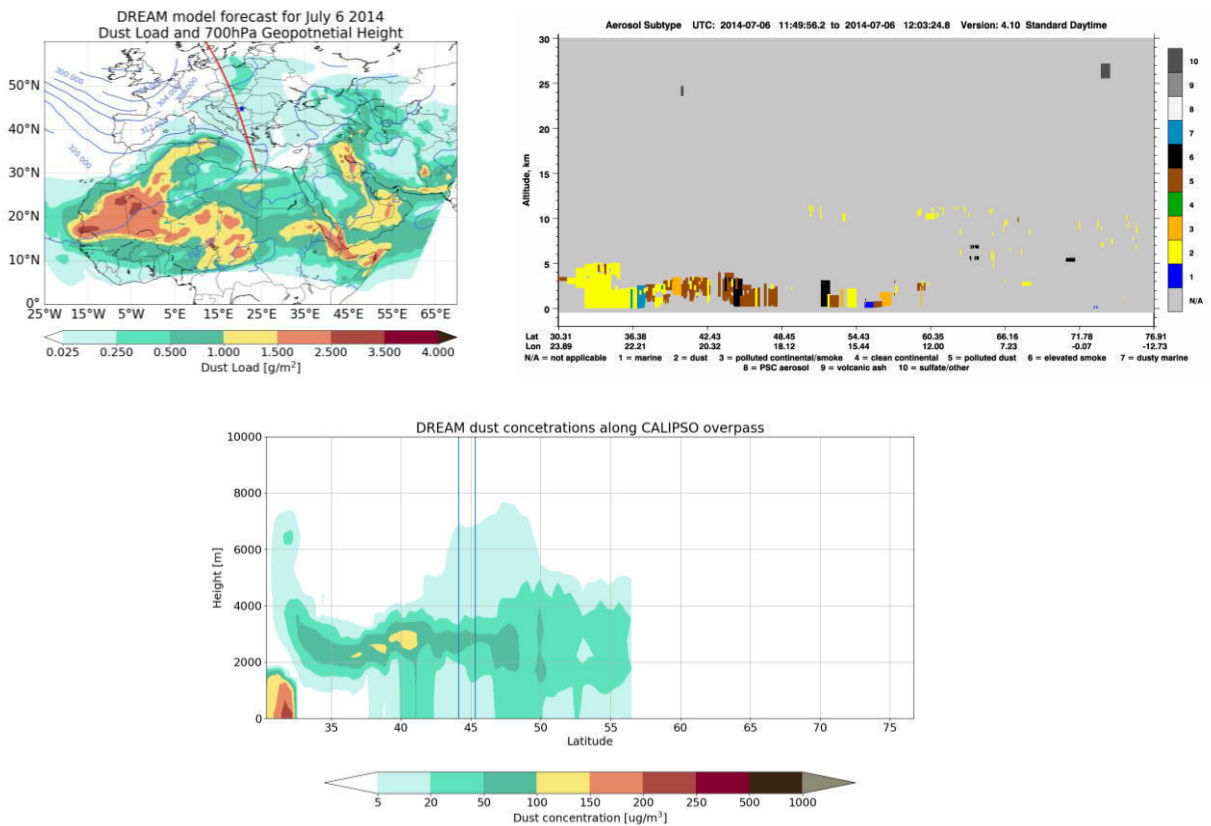 DREAM model forecast for July 6 2014
Dust Load and 700hPa Geopotnetial Height
50°N
40°N
30°N
20°N
10°N
0°
25°W 15°W 5°W 5°E 15°E 25°E 35°E 45°E 55°E 65°E
300.000
304.000
312.000
320.000
0.025 0.250 0.500 1.000 1.500 2.500 3.500 4.000
Dust Load [g/m²]
Aerosol Subtype UTC: 2014-07-06 11:49:56.2 to 2014-07-06 12:03:24.8 Version: 4.10 Standard Daytime
Altitude, km
30
25
20
15
10
5
0
10
9
8
7
6
5
4
3
2
1
N/A
Lat 30.31 36.38 42.43 48.45 54.43 60.35 66.16 71.78 76.91
Lon 23.89 22.21 20.32 18.12 15.44 12.00 7.23 -0.07 -12.73
N/A = not applicable 1 = marine 2 = dust 3 = polluted continental/smoke 4 = clean continental 5 = polluted dust 6 = elevated smoke 7 = dusty marine
8 = PSC aerosol 9 = volcanic ash 10 = sulfate/other
DREAM dust concetrations along CALIPSO overpass
Height [m]
10000
8000
6000
4000
2000
0
35 40 45 50 55 60 65 70 75
Latitude
5 20 50 100 150 200 250 500 1000
Dust concentration [ug/m³]